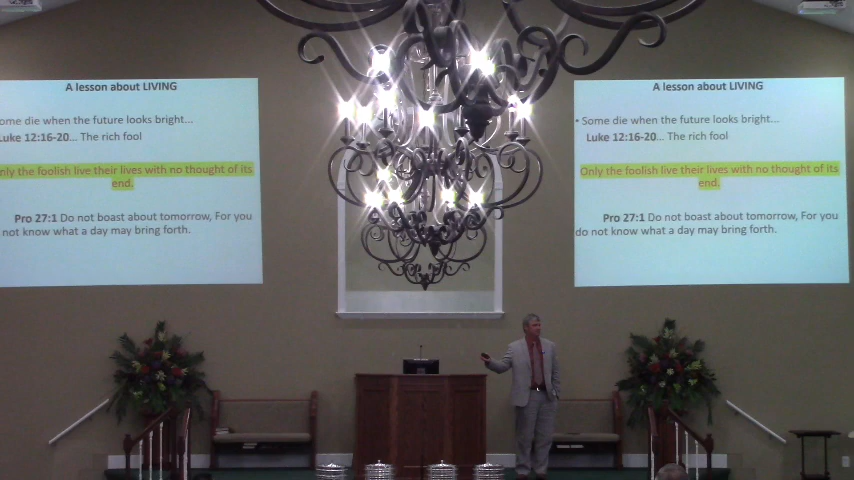 A lesson about LIVING
ome die when the future looks bright...
Luke 12:16-20... The rich fool
nly the foolish live their lives with no thought of its
end.
Pro 27:1 Do not boast about tomorrow, For you
not know what a day may bring forth.
A lesson about LIVING
• Some die when the future looks bright...
Luke 12:16-20... The rich fool
Only the foolish live their lives with no thought of its
end.
Pro 27:1 Do not boast about tomorrow, For you
do not know what a day may bring forth.